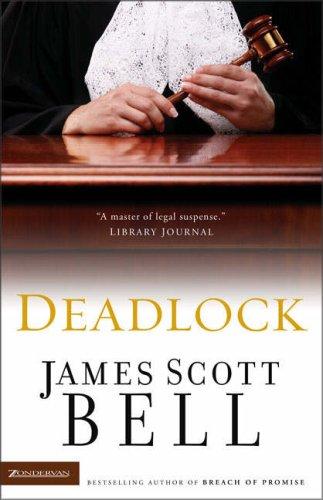 "A master of legal suspense."
LIBRARY JOURNAL
DEADLOCK
JAMES SCOTT
BELL
ZONDERVAN
BESTSELLING AUTHOR OF BREACH OF PROMISE